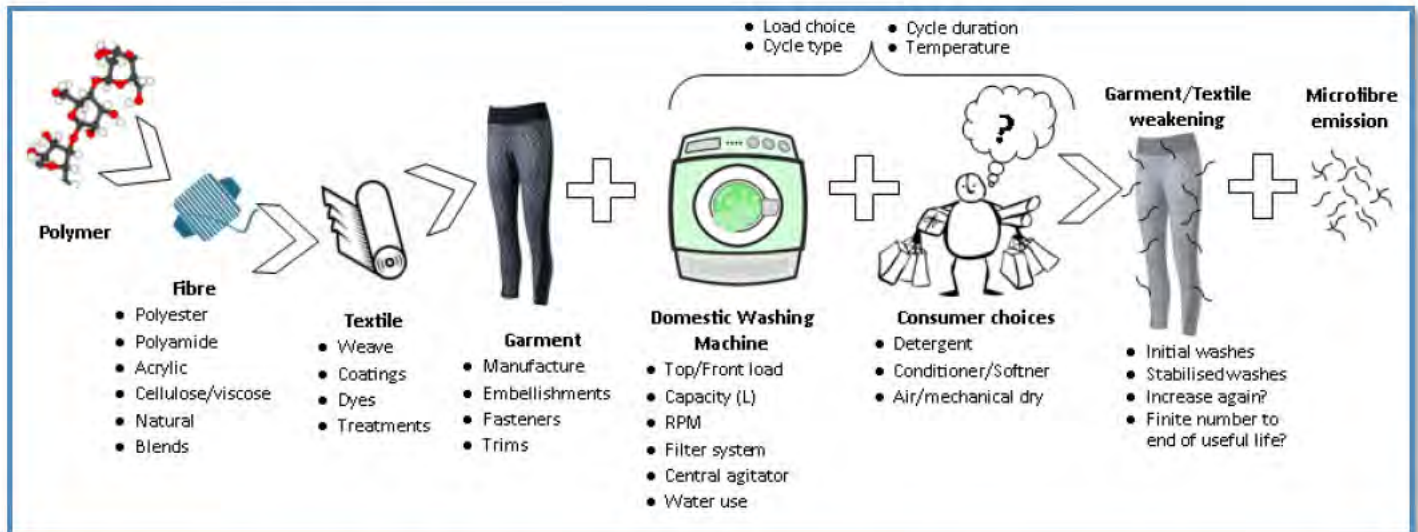 Load choice
Cycle type
Cycle duration
Temperature
Polymer
Fibre
Polyester
Polyamide
Acrylic
Cellulose/viscose
Natural
Blends
Textile
Weave
Coatings
Dyes
Treatments
Garment
Manufacture
Embellishments
Fasteners
Trims
Domestic Washing
Machine
Top/Front load
Capacity (L)
RPM
Filter system
Central agitator
Water use
?
Consumer choices
Detergent
Conditioner/Softner
Air/mechanical dry
Garment/Textile
weakening
Initial washes
Stabilised washes
Increase again?
Finite number to
end of useful life?
Microfibre
emission